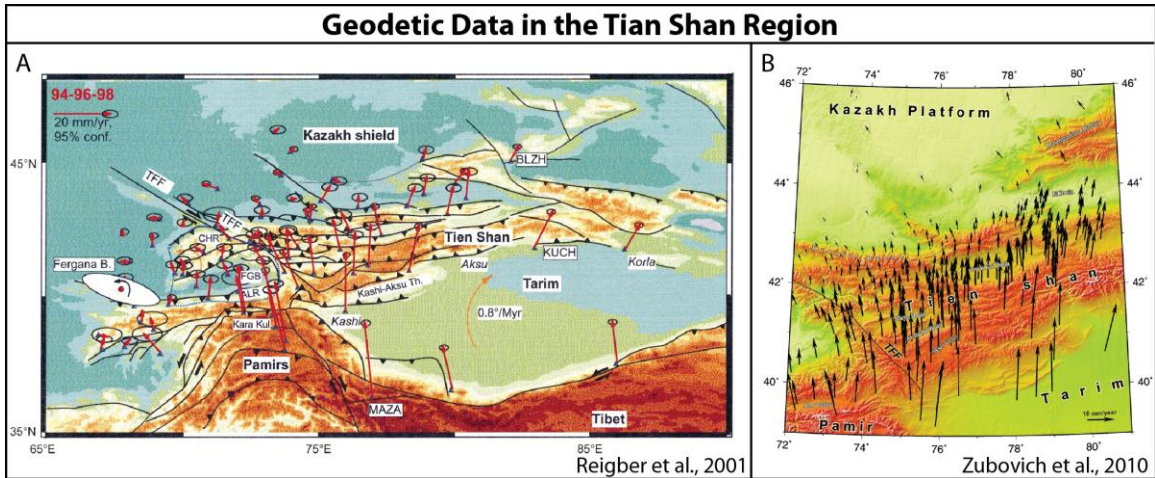 Geodetic Data in the Tian Shan Region
A
94-96-98
20 mm/yr,
95% conf.
Kazakh shield
45°N
BLZH
TFF
TFF
CHR
Tien Shan
KUCH
Fergana B.
FGB
Aksu
Korla
ALR
Kashi-Aksu Th.
Tarim
Kara Kul
Kashi
0.8°/Myr
Pamirs
MAZA
Tibet
35°N
65°E
75°E
85°E
Reigber et al., 2001
B
72°
74°
76°
78°
80°
46°
46°
Kazakh Platform
44°
44°
42°
42°
Tien Shan
TFF
40°
40°
Tarim
Pamir
16 mm/year
72°
74°
76°
78°
80°
Zubovich et al., 2010